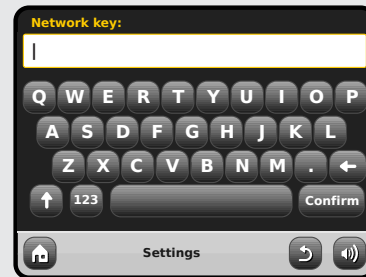 Network key:
Q W E R T Y U I O P
A S D F G H J K L
Z X C V B N M .
123 Confirm
Settings